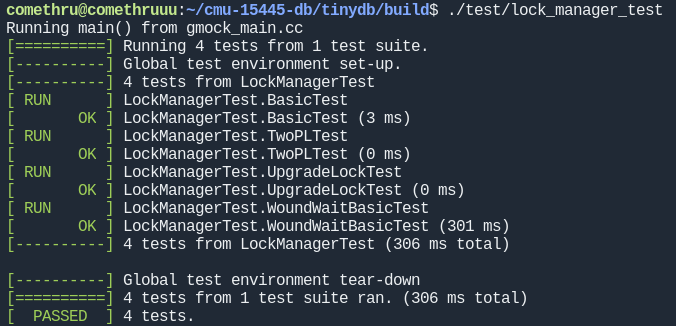 comethru@comethruuu:~/cmu-15445-db/tinydb/build$ ./test/lock_manager_test
Running main() from gmock_main.cc
[==========] Running 4 tests from 1 test suite.
[----------] Global test environment set-up.
[----------] 4 tests from LockManagerTest
[ RUN      ] LockManagerTest.BasicTest
[       OK ] LockManagerTest.BasicTest (3 ms)
[ RUN      ] LockManagerTest.TwoPLTest
[       OK ] LockManagerTest.TwoPLTest (0 ms)
[ RUN      ] LockManagerTest.UpgradeLockTest
[       OK ] LockManagerTest.UpgradeLockTest (0 ms)
[ RUN      ] LockManagerTest.WoundWaitBasicTest
[       OK ] LockManagerTest.WoundWaitBasicTest (301 ms)
[----------] 4 tests from LockManagerTest (306 ms total)

[----------] Global test environment tear-down
[==========] 4 tests from 1 test suite ran. (306 ms total)
[  PASSED  ] 4 tests.